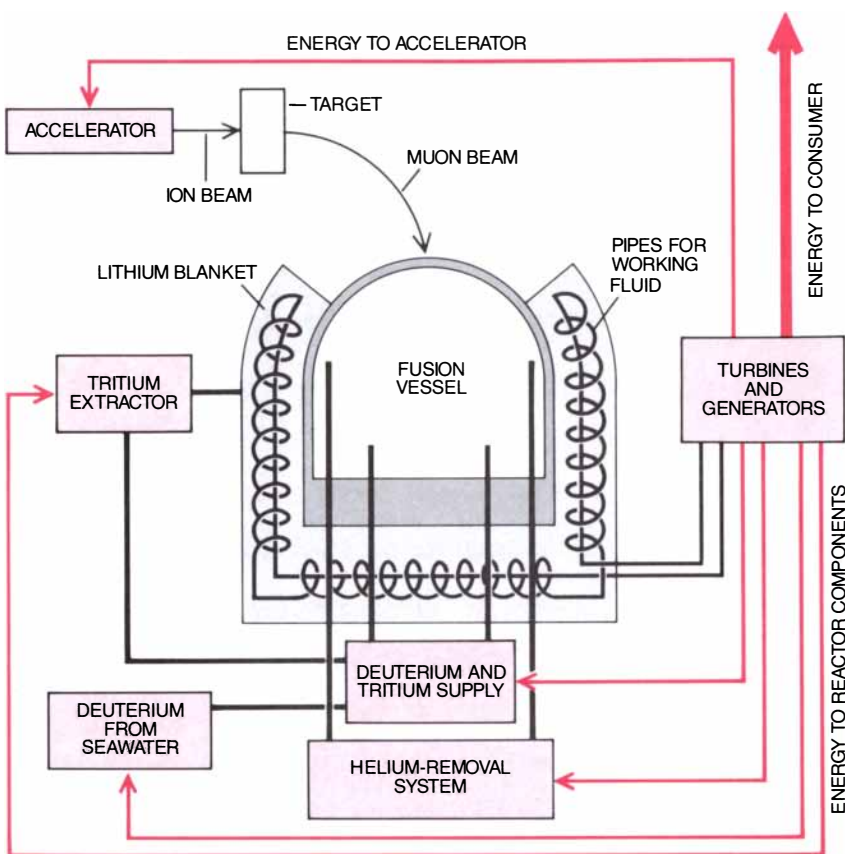 ENERGY TO ACCELERATOR
TARGET
ACCELERATOR
MUON BEAM
ION BEAM
ENERGY TO CONSUMER
LITHIUM BLANKET
PIPES FOR
WORKING
FLUID
TRITIUM
EXTRACTOR
FUSION
VESSEL
TURBINES
AND
GENERATORS
ENERGY TO REACTOR COMPONENTS
DEUTERIUM AND
TRITIUM SUPPLY
DEUTERIUM
FROM
SEAWATER
HELIUM-REMOVAL
SYSTEM